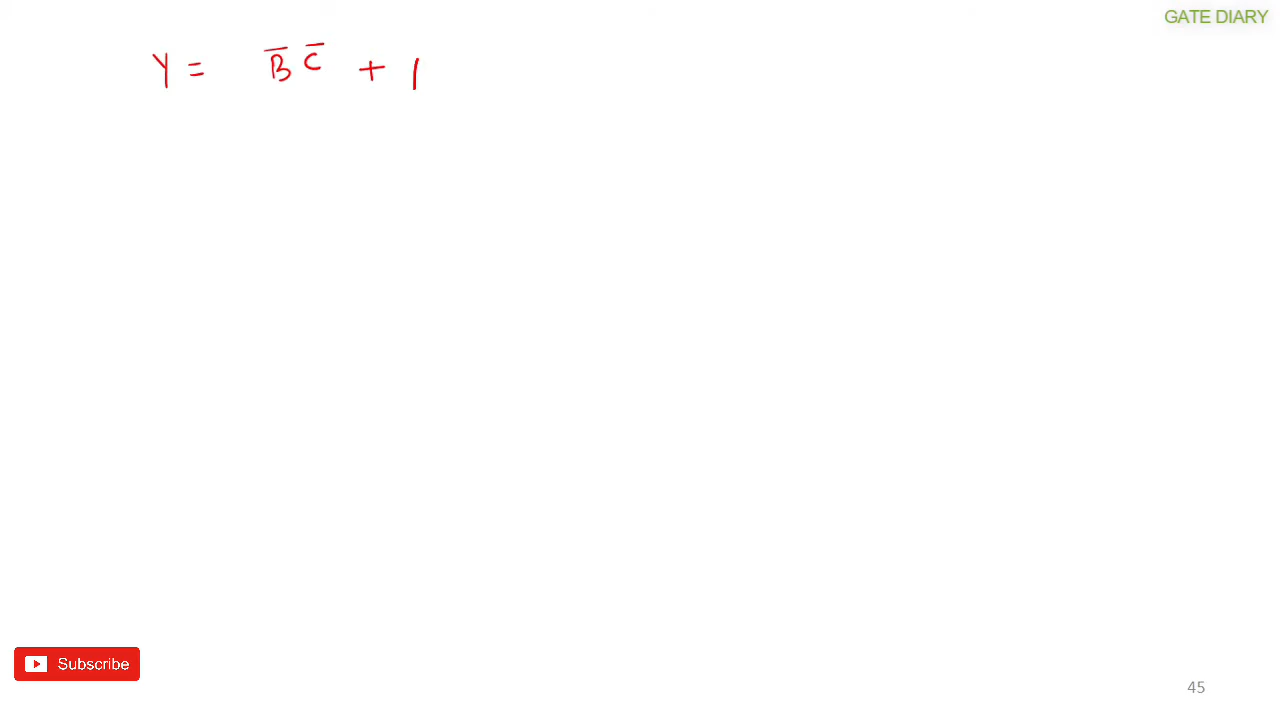 GATE DIARY
Y = B̅ C̅ + 1
Subscribe
45